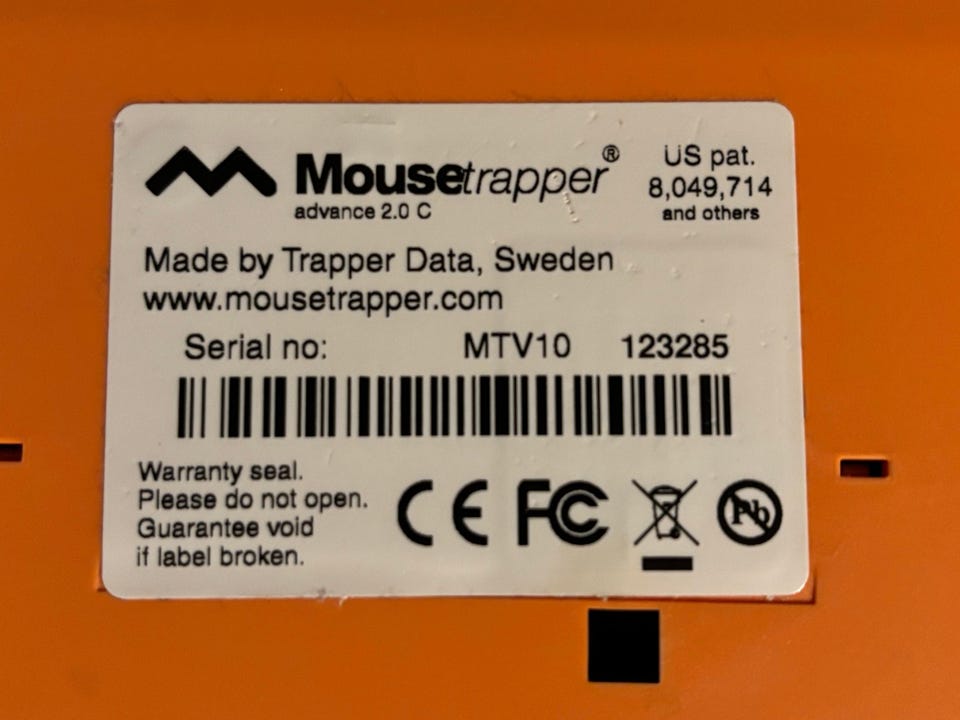 Mousetrapper®
advance 2.0 C
US pat.
8,049,714
and others
Made by Trapper Data, Sweden
www.mousetrapper.com
Serial no: MTV10 123285
Warranty seal.
Please do not open.
Guarantee void
if label broken.
CE FC Pb